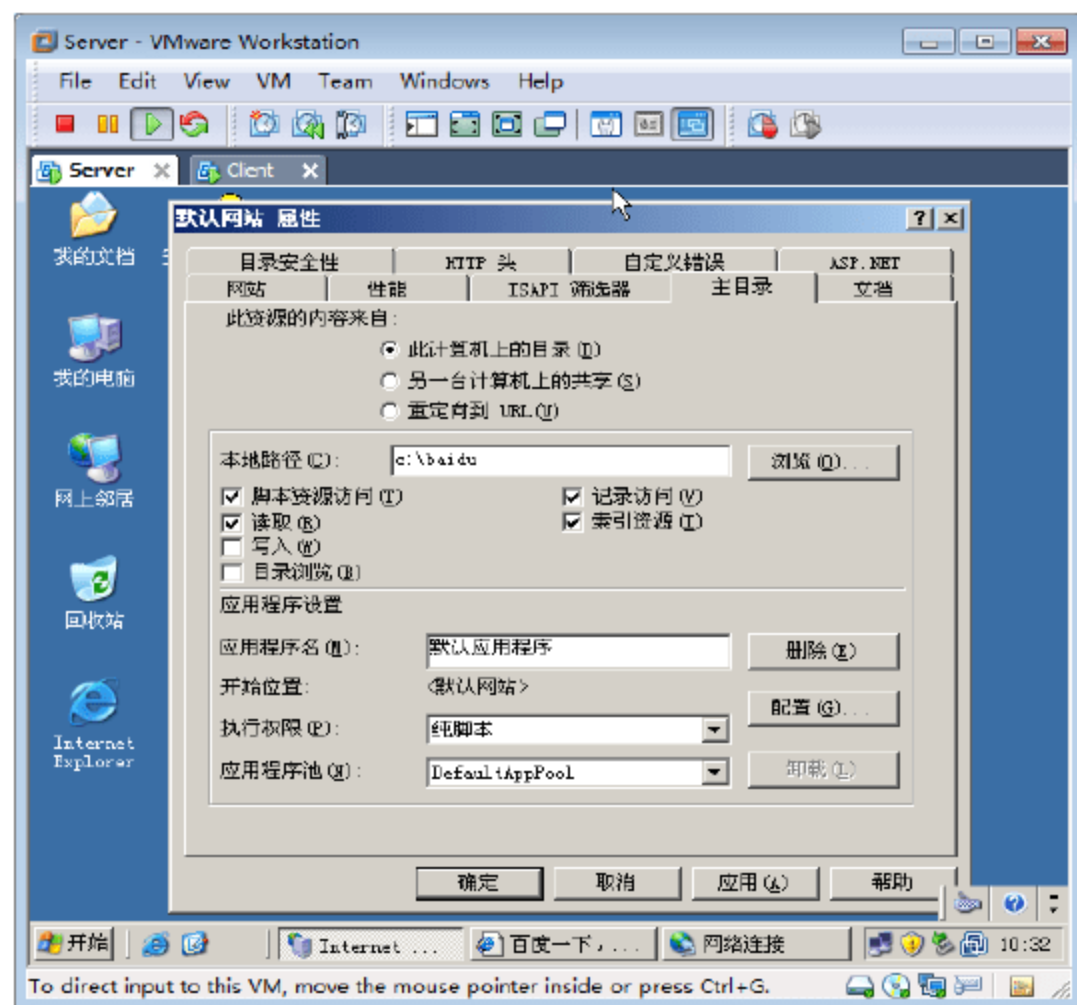 Server - VMware Workstation
File Edit View VM Team Windows Help
Server Client
我的文档
我的电脑
网上邻居
回收站
Internet Explorer
默认网站 属性
目录安全性 HTTP 头 自定义错误 ASP.NET
网站 性能 ISAPI 筛选器 主目录 文档
此资源的内容来自:
此计算机上的目录(D)
另一台计算机上的共享(S)
重定向到 URL(U)
本地路径(C): c:\baidu 浏览(O)...
脚本资源访问(T) 记录访问(V)
读取(R) 索引资源(I)
写入(W)
目录浏览(B)
应用程序设置
应用程序名(M): 默认应用程序 删除(E)
开始位置: <默认网站>
配置(G)...
执行权限(P): 纯脚本
应用程序池(N): DefaultAppPool 卸载(L)
确定 取消 应用(A) 帮助
开始 Internet ... 百度一下,... 网络连接 10:32
To direct input to this VM, move the mouse pointer inside or press Ctrl+G.